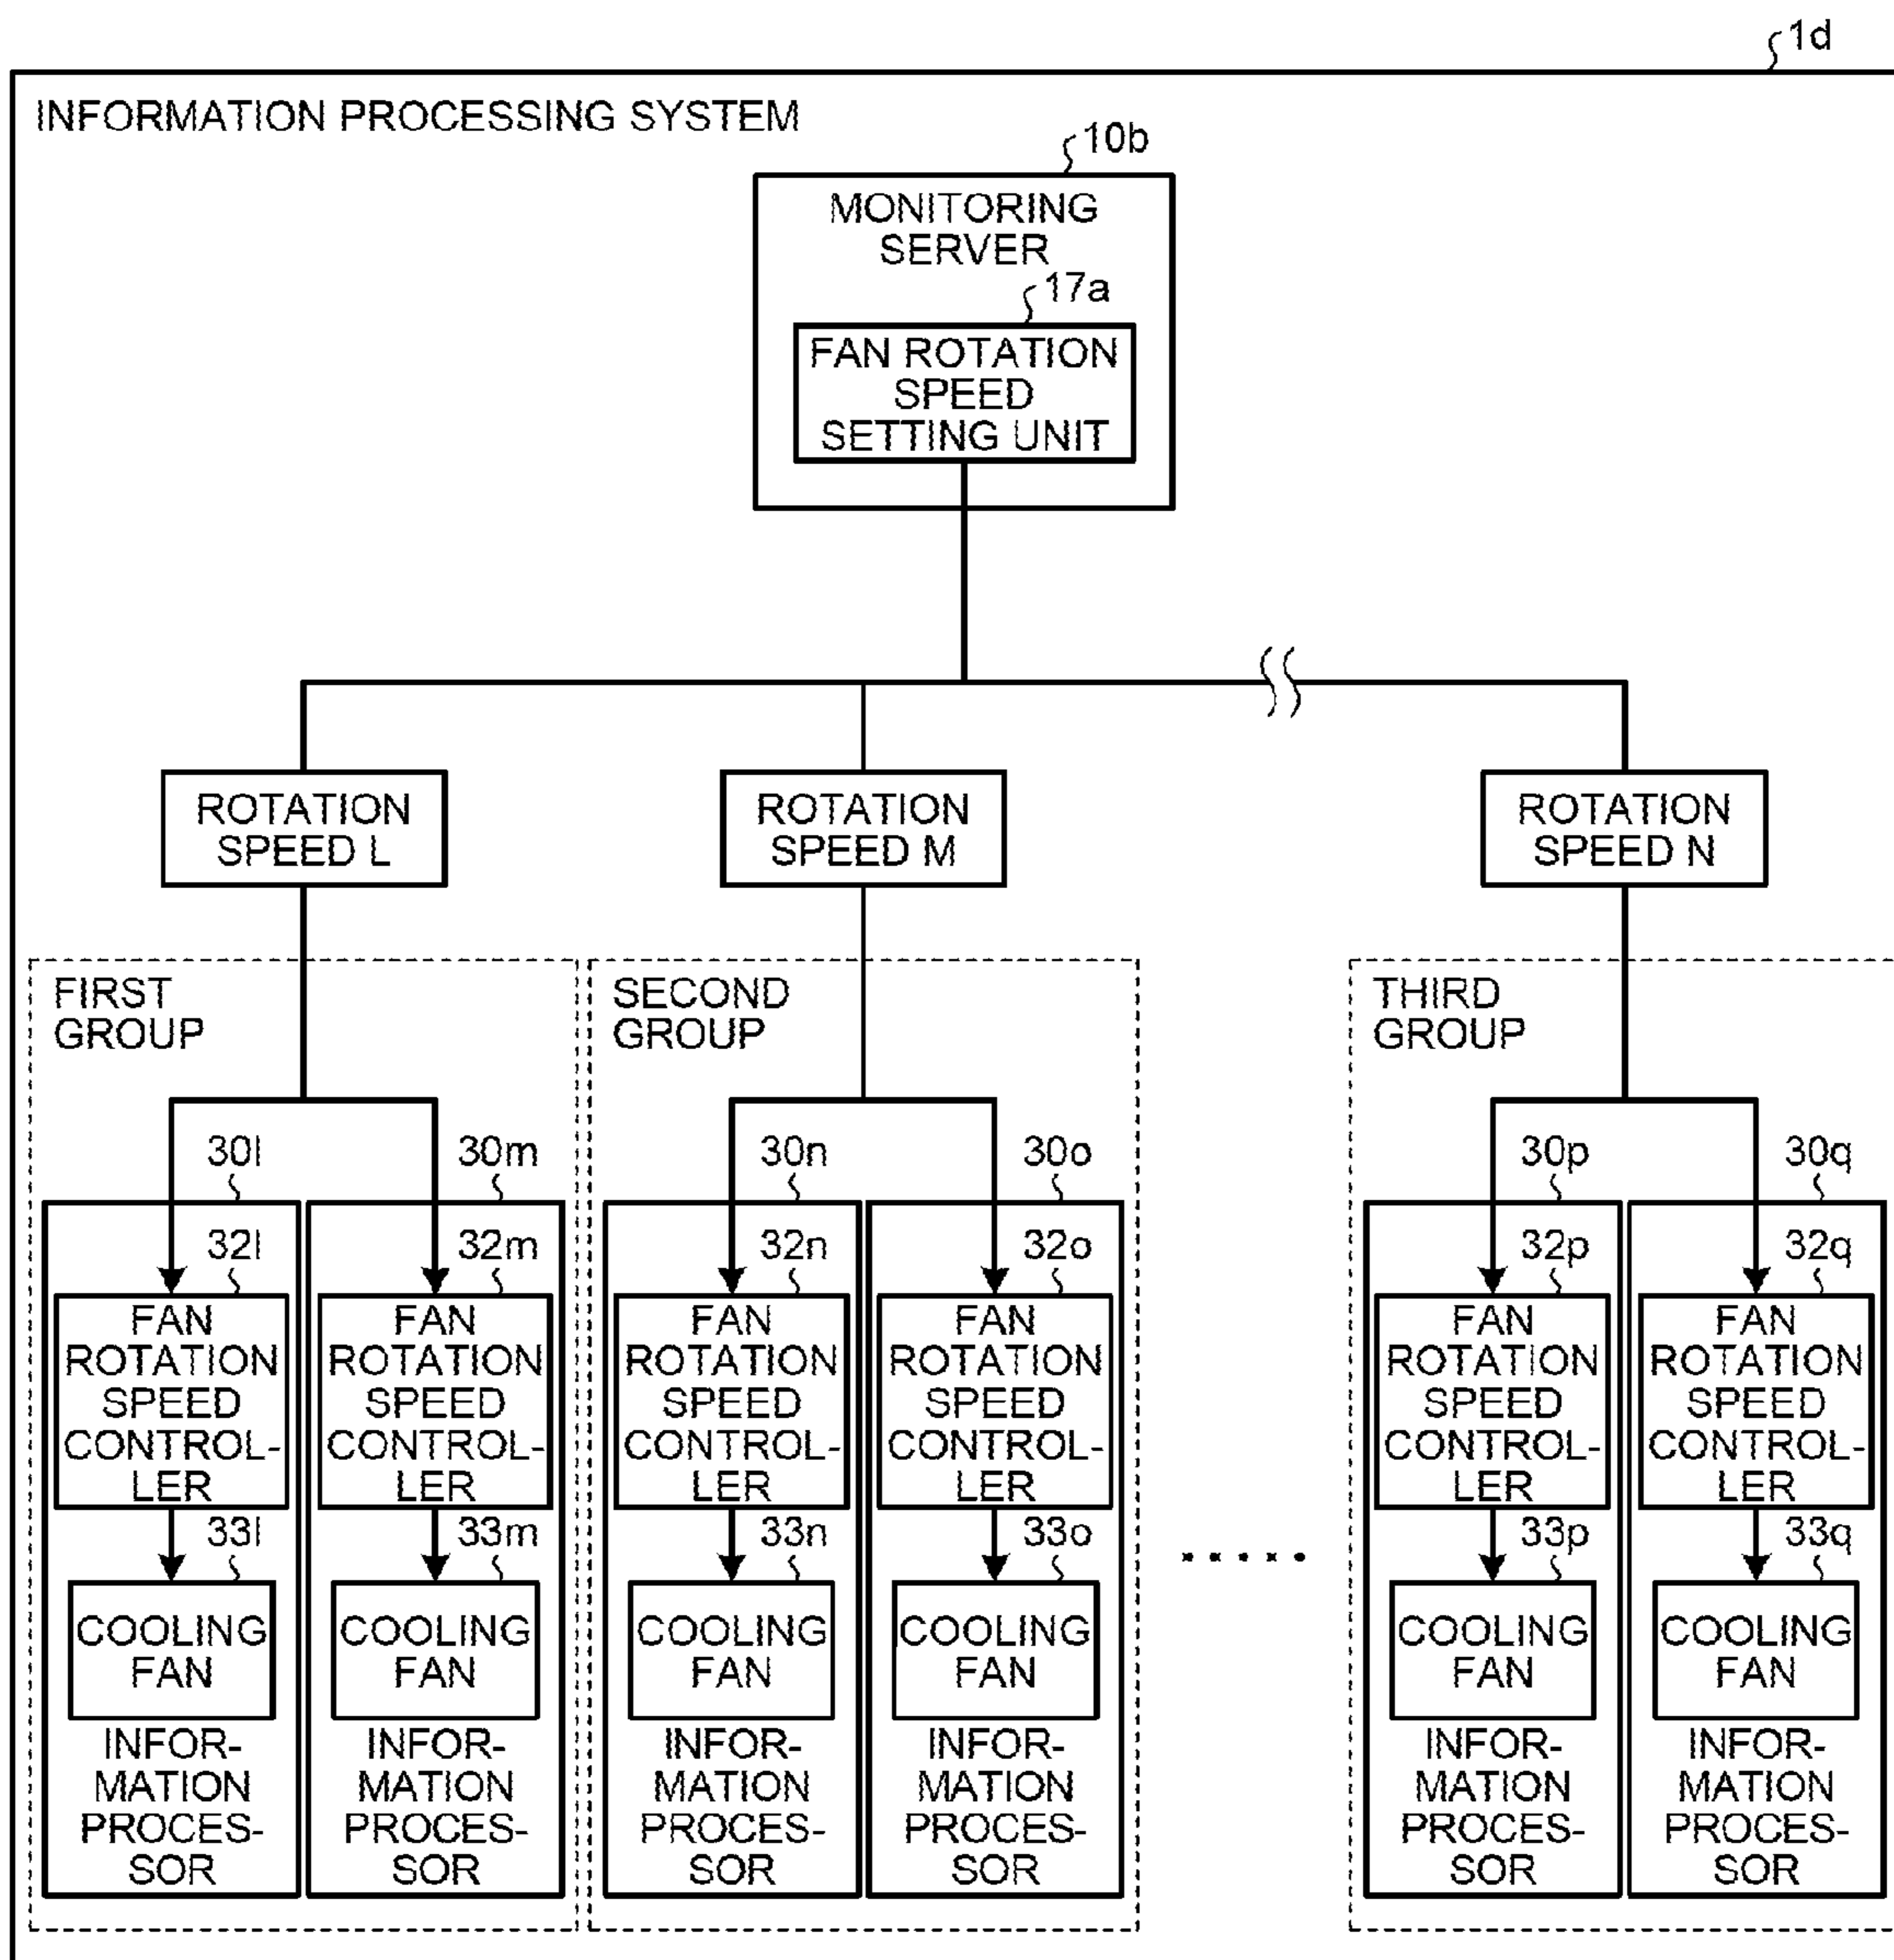 1d
INFORMATION PROCESSING SYSTEM
10b
MONITORING
SERVER
17a
FAN ROTATION
SPEED
SETTING UNIT
ROTATION
SPEED L
ROTATION
SPEED M
ROTATION
SPEED N
FIRST
GROUP
30l
32l
FAN
ROTATION
SPEED
CONTROL-
LER
33l
COOLING
FAN
INFOR-
MATION
PROCES-
SOR
30m
32m
FAN
ROTATION
SPEED
CONTROL-
LER
33m
COOLING
FAN
INFOR-
MATION
PROCES-
SOR
SECOND
GROUP
30n
32n
FAN
ROTATION
SPEED
CONTROL-
LER
33n
COOLING
FAN
INFOR-
MATION
PROCES-
SOR
30o
32o
FAN
ROTATION
SPEED
CONTROL-
LER
33o
COOLING
FAN
INFOR-
MATION
PROCES-
SOR
.....
THIRD
GROUP
30p
32p
FAN
ROTATION
SPEED
CONTROL-
LER
33p
COOLING
FAN
INFOR-
MATION
PROCES-
SOR
30q
32q
FAN
ROTATION
SPEED
CONTROL-
LER
33q
COOLING
FAN
INFOR-
MATION
PROCES-
SOR